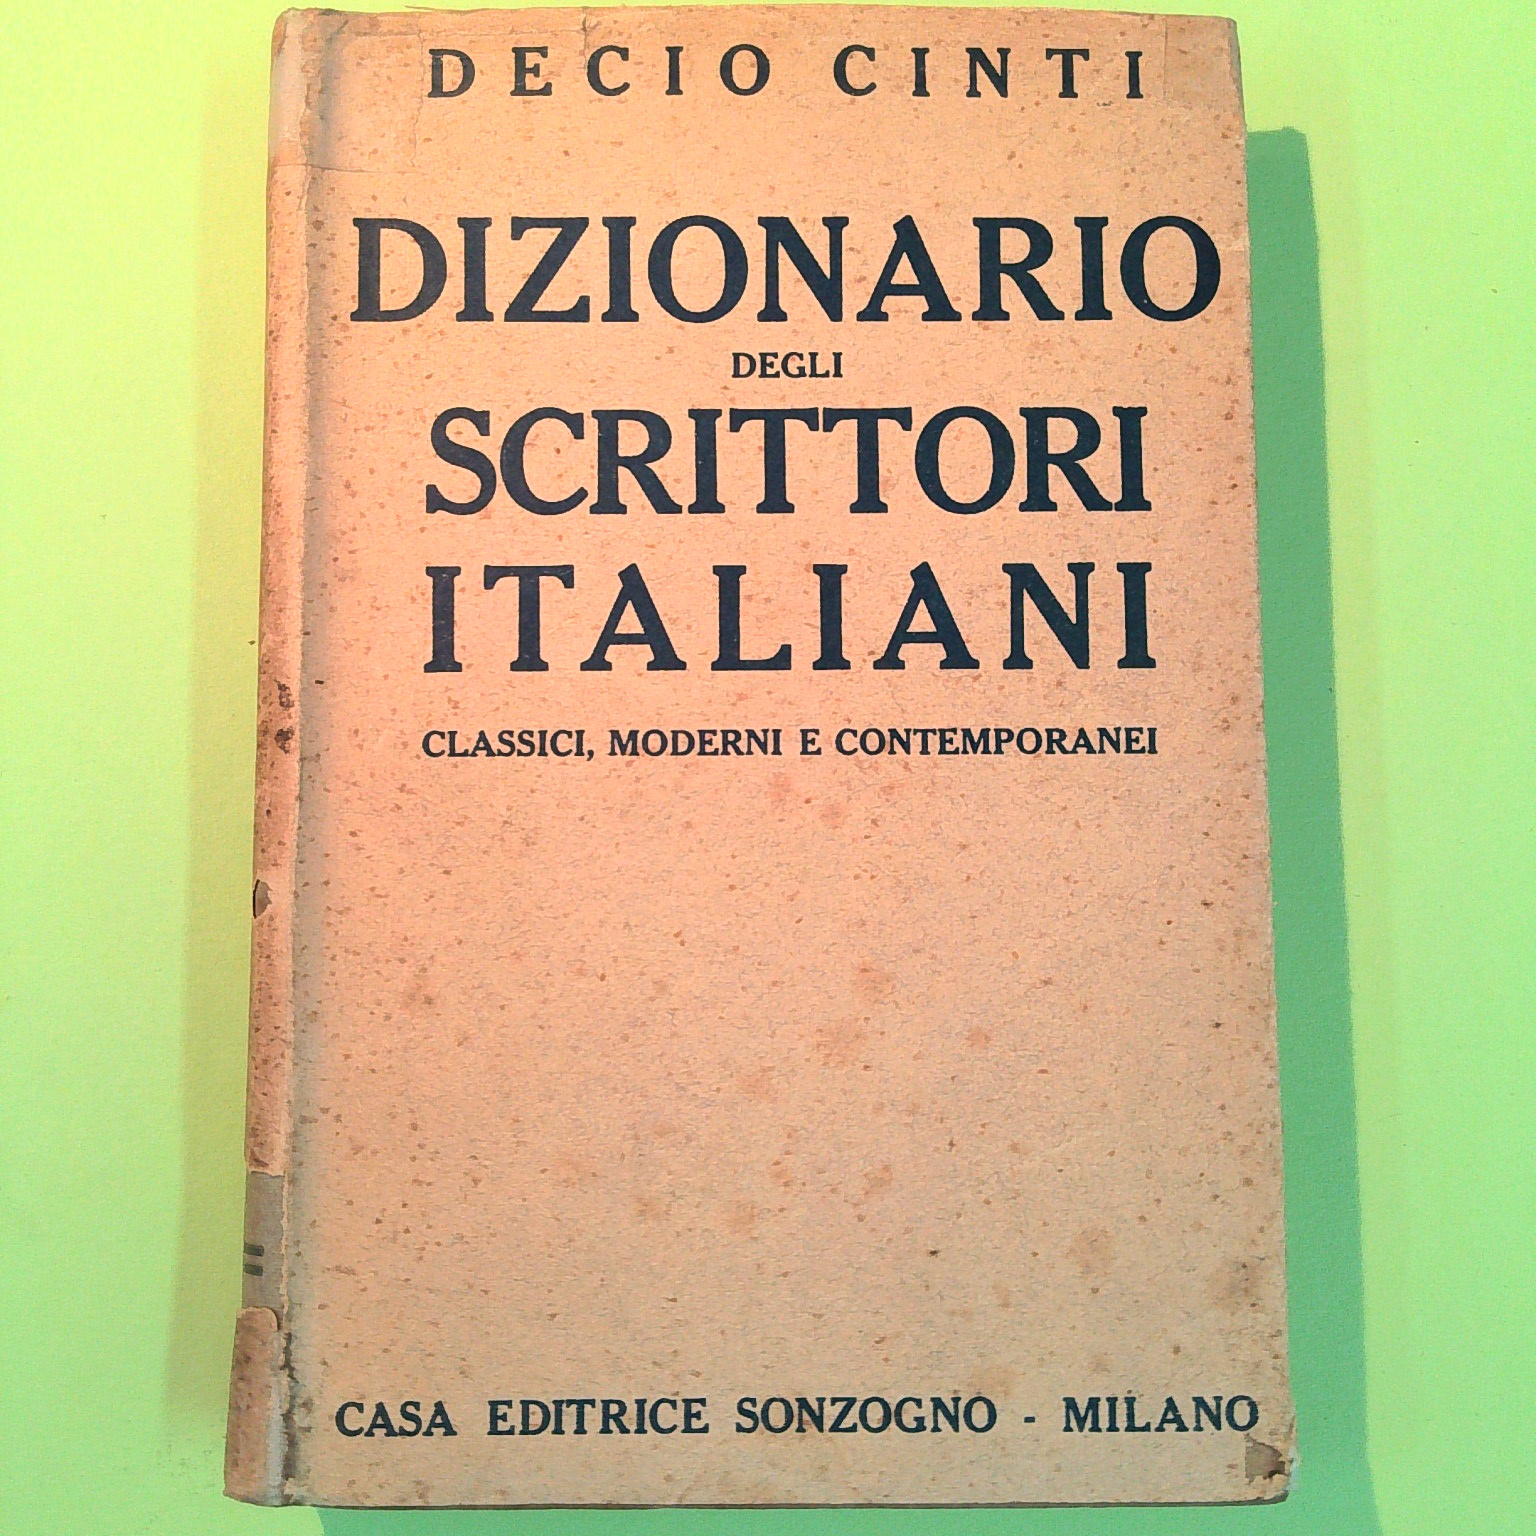 DECIO CINTI
DIZIONARIO
DEGLI
SCRITTORI
ITALIANI
CLASSICI, MODERNI E CONTEMPORANEI
CASA EDITRICE SONZOGNO - MILANO